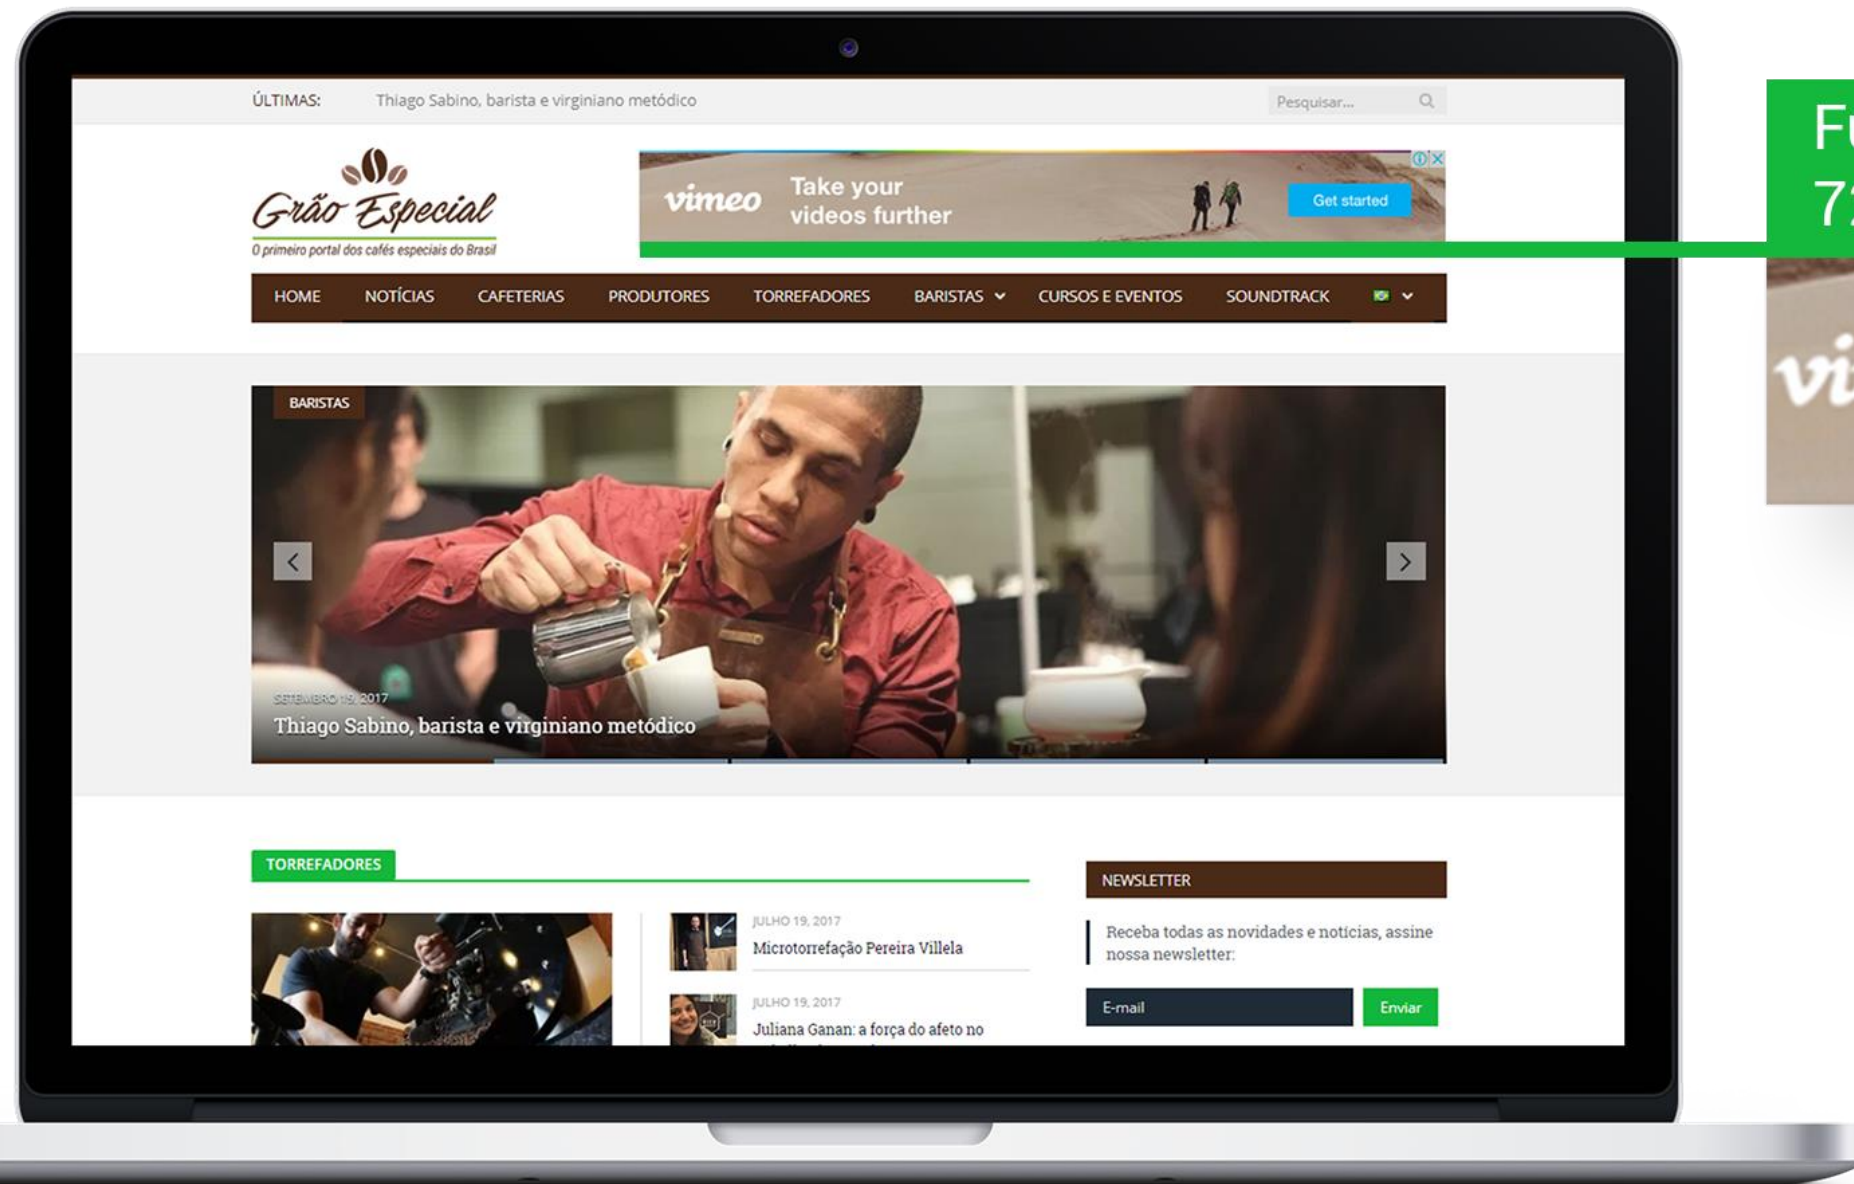 ÚLTIMAS: Thiago Sabino, barista e virginiano metódico Pesquisar...
Grão Especial
O primeiro portal dos cafés especiais do Brasil
vimeo Take your
videos further
Get started
HOME NOTÍCIAS CAFETERIAS PRODUTORES TORREFADORES BARISTAS CURSOS E EVENTOS SOUNDTRACK
BARISTAS
SETEMBRO 19, 2017
Thiago Sabino, barista e virginiano metódico
TORREFADORES
JULHO 19, 2017
Microtorrefação Pereira Villela
JULHO 19, 2017
Juliana Ganan: a força do afeto no
NEWSLETTER
Receba todas as novidades e notícias, assine
nossa newsletter:
E-mail Enviar